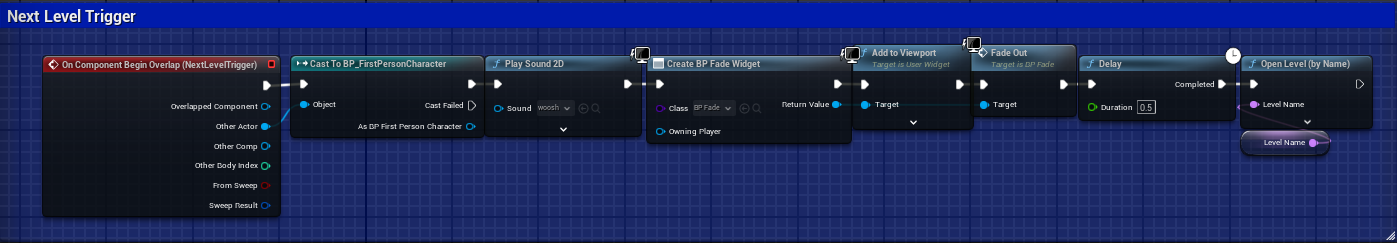 Next Level Trigger
On Component Begin Overlap (NextLevelTrigger)
Overlapped Component
Other Actor
Other Comp
Other Body Index
From Sweep
Sweep Result
Cast To BP_FirstPersonCharacter
Object
Cast Failed
As BP First Person Character
Play Sound 2D
Sound woosh
Create BP Fade Widget
Class BP Fade
Return Value
Owning Player
Add to Viewport
Target is User Widget
Target
Fade Out
Target is BP Fade
Target
Delay
Completed
Duration 0.5
Open Level (by Name)
Level Name
Level Name